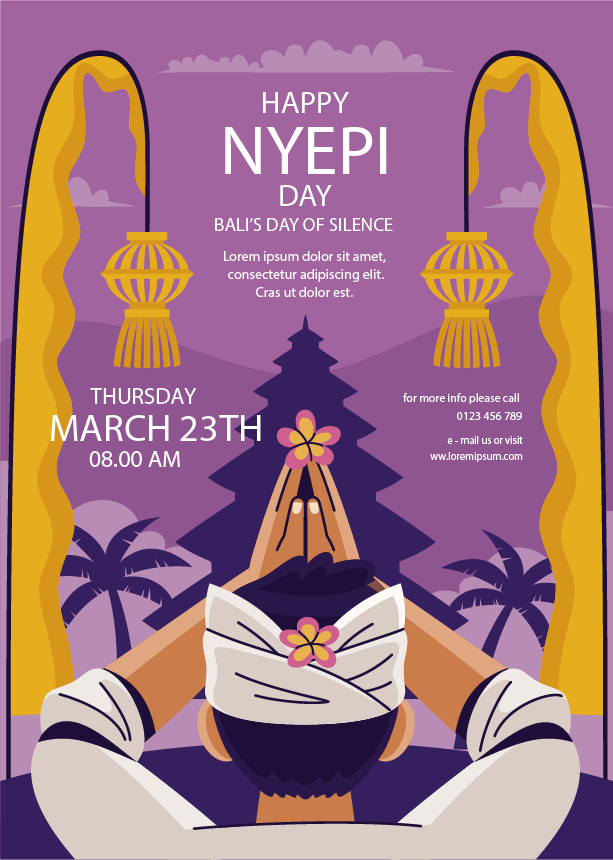 HAPPY
NYEPI
DAY
BALI'S DAY OF SILENCE
Lorem ipsum dolor sit amet,
consectetur adipiscing elit.
Cras ut dolor est.
THURSDAY
MARCH 23TH
08.00 AM
for more info please call
0123 456 789
e - mail us or visit
www.loremipsum.com